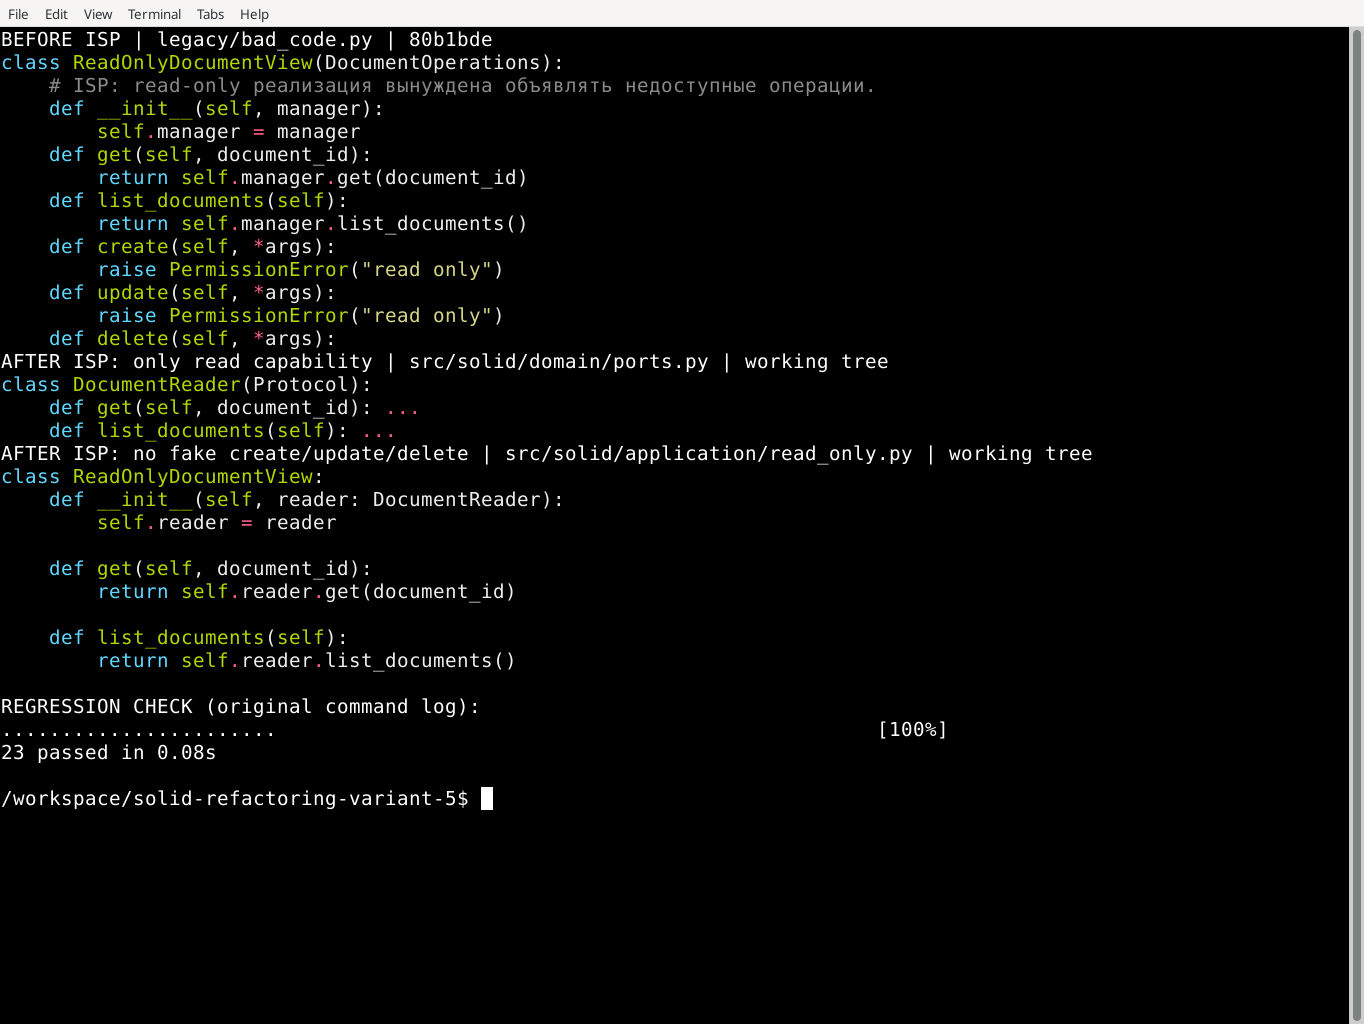 File Edit View Terminal Tabs Help
BEFORE ISP | legacy/bad_code.py | 80b1bde
class ReadOnlyDocumentView(DocumentOperations):
    # ISP: read-only реализация вынуждена объявлять недоступные операции.
    def __init__(self, manager):
        self.manager = manager
    def get(self, document_id):
        return self.manager.get(document_id)
    def list_documents(self):
        return self.manager.list_documents()
    def create(self, *args):
        raise PermissionError("read only")
    def update(self, *args):
        raise PermissionError("read only")
    def delete(self, *args):
AFTER ISP: only read capability | src/solid/domain/ports.py | working tree
class DocumentReader(Protocol):
    def get(self, document_id): ...
    def list_documents(self): ...
AFTER ISP: no fake create/update/delete | src/solid/application/read_only.py | working tree
class ReadOnlyDocumentView:
    def __init__(self, reader: DocumentReader):
        self.reader = reader

    def get(self, document_id):
        return self.reader.get(document_id)

    def list_documents(self):
        return self.reader.list_documents()

REGRESSION CHECK (original command log):
....................... [100%]
23 passed in 0.08s

/workspace/solid-refactoring-variant-5$